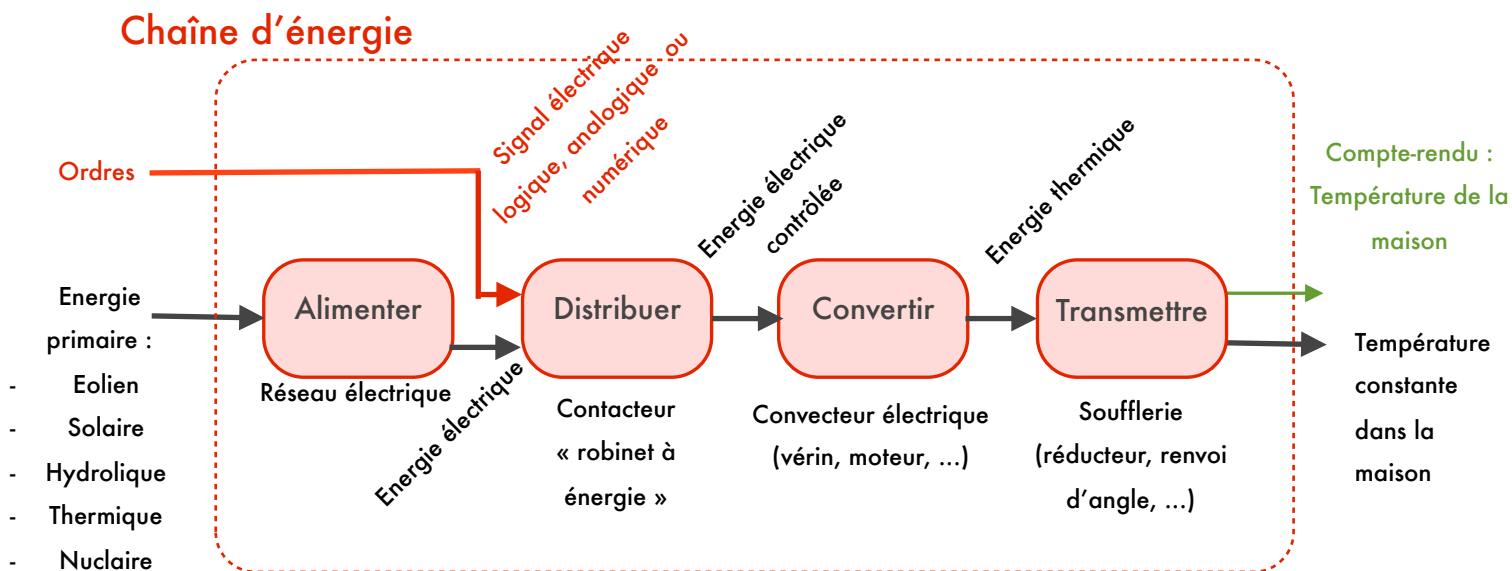 Chaîne d’énergie
Signal électrique
logique, analogique ou
numérique
Ordres
Energie électrique
contrôlée
Energie thermique
Compte-rendu :
Température de la
maison
Energie
primaire :
- Eolien
- Solaire
- Hydrolique
- Thermique
- Nuclaire
Alimenter
Réseau électrique
Energie électrique
Distribuer
Contacteur
« robinet à
énergie »
Convertir
Convecteur électrique
(vérin, moteur, ...)
Transmettre
Soufflerie
(réducteur, renvoi
d’angle, ...)
Température
constante
dans la
maison